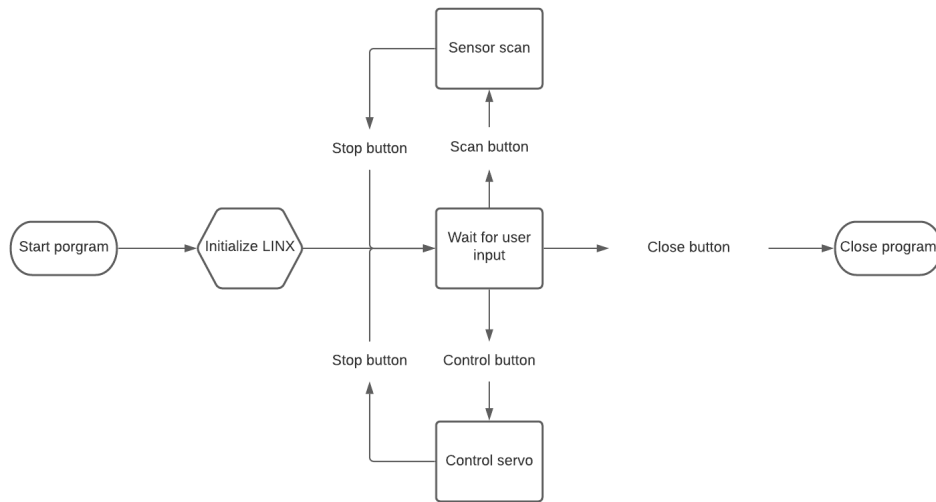 Sensor scan
Stop button
Scan button
Start porgram
Initialize LINX
Wait for user
input
Close button
Close program
Stop button
Control button
Control servo